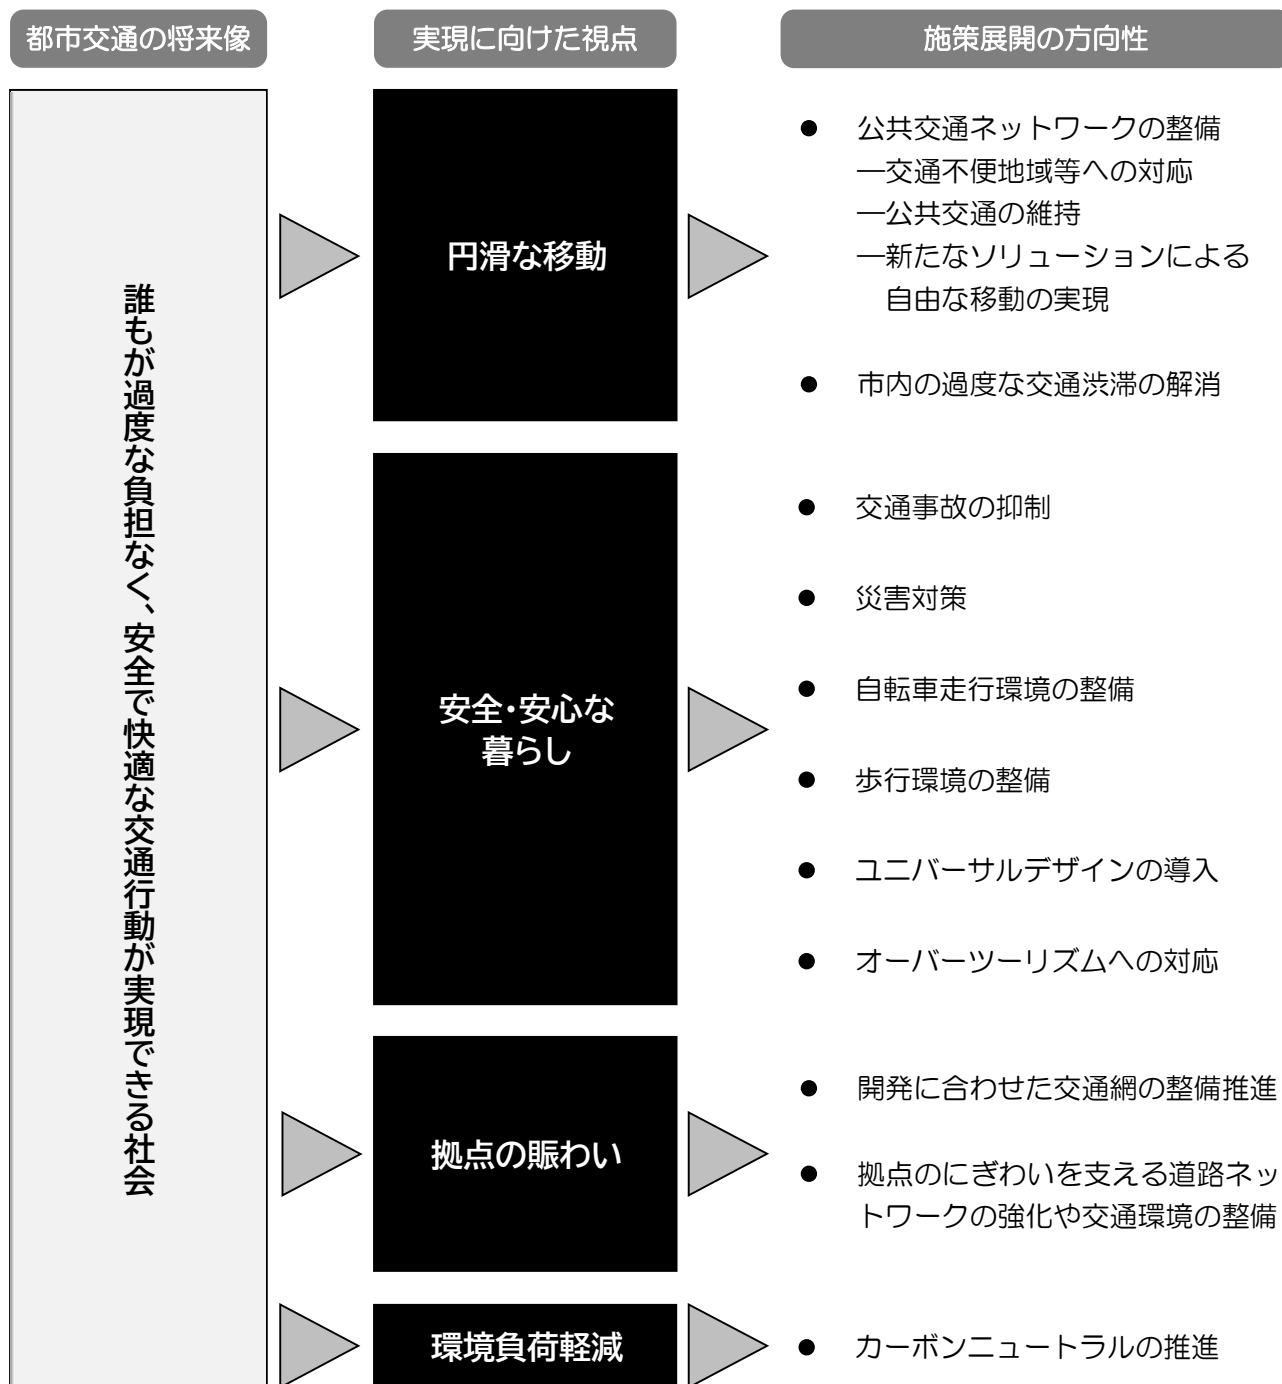 都市交通の将来像
実現に向けた視点
施策展開の方向性
誰もが過度な負担なく、安全で快適な交通行動が実現できる社会
円滑な移動
● 公共交通ネットワークの整備
―交通不便地域等への対応
―公共交通の維持
―新たなソリューションによる
自由な移動の実現
● 市内の過度な交通渋滞の解消
安全・安心な
暮らし
● 交通事故の抑制
● 災害対策
● 自転車走行環境の整備
● 歩行環境の整備
● ユニバーサルデザインの導入
● オーバーツーリズムへの対応
拠点の賑わい
● 開発に合わせた交通網の整備推進
● 拠点のにぎわいを支える道路ネッ
トワークの強化や交通環境の整備
環境負荷軽減
● カーボンニュートラルの推進